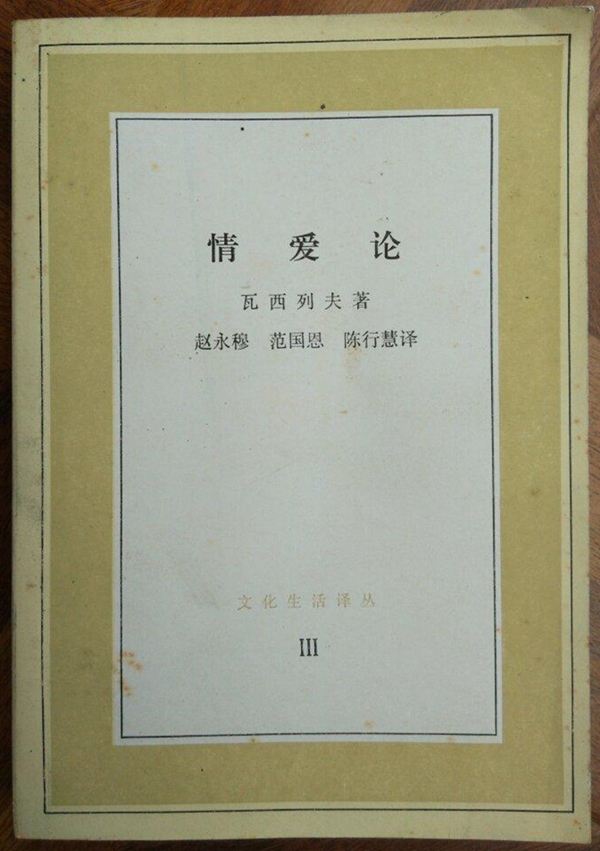 情爱论
瓦西列夫著
赵永穆 范国恩 陈行慧译
文化生活译丛
III